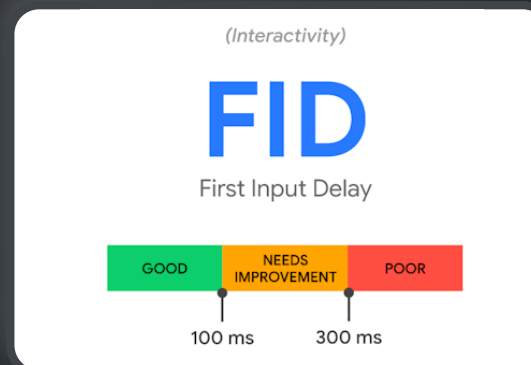 (Interactivity)
FID
First Input Delay
GOOD
NEEDS
IMPROVEMENT
POOR
100 ms
300 ms